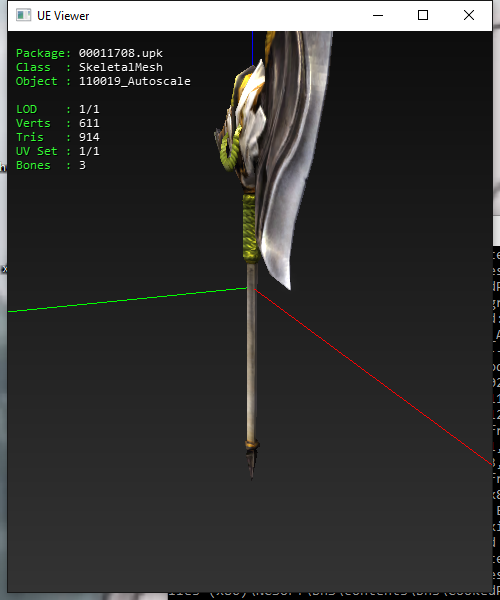 UE Viewer
Package: 00011708.upk
Class : SkeletalMesh
Object : 110019_Autoscale
LOD : 1/1
Verts : 611
Tris : 914
UV Set : 1/1
Bones : 3